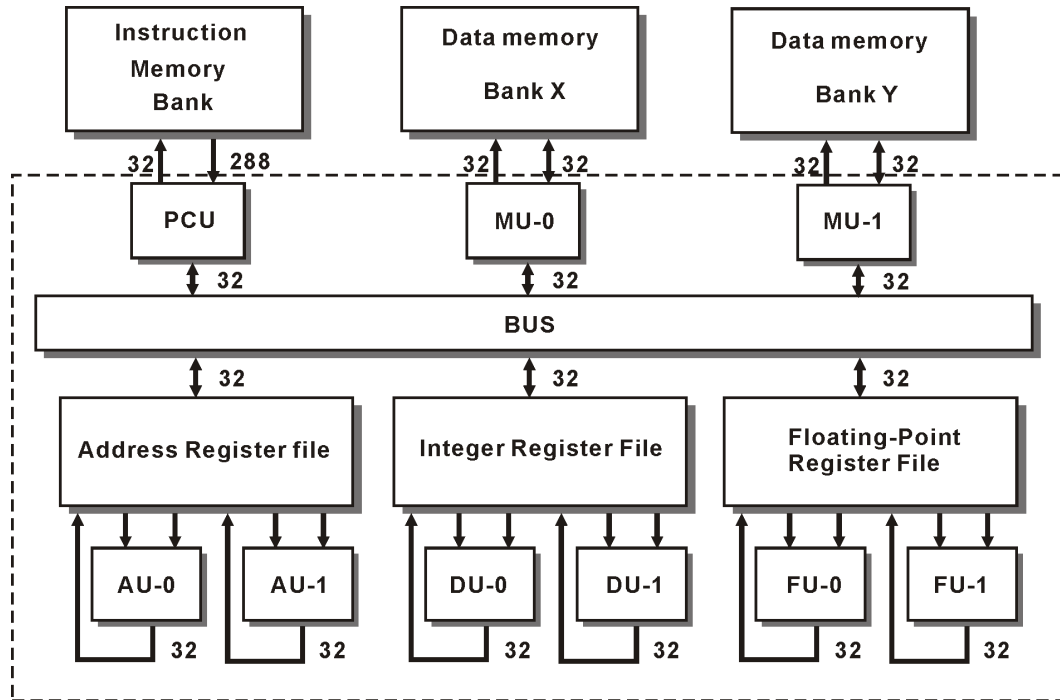 Instruction
Memory
Bank
Data memory
Bank X
Data memory
Bank Y
32
288
32
32
32
32
PCU
MU-0
MU-1
32
32
32
BUS
32
32
32
Address Register file
Integer Register File
Floating-Point
Register File
AU-0
AU-1
DU-0
DU-1
FU-0
FU-1
32
32
32
32
32
32